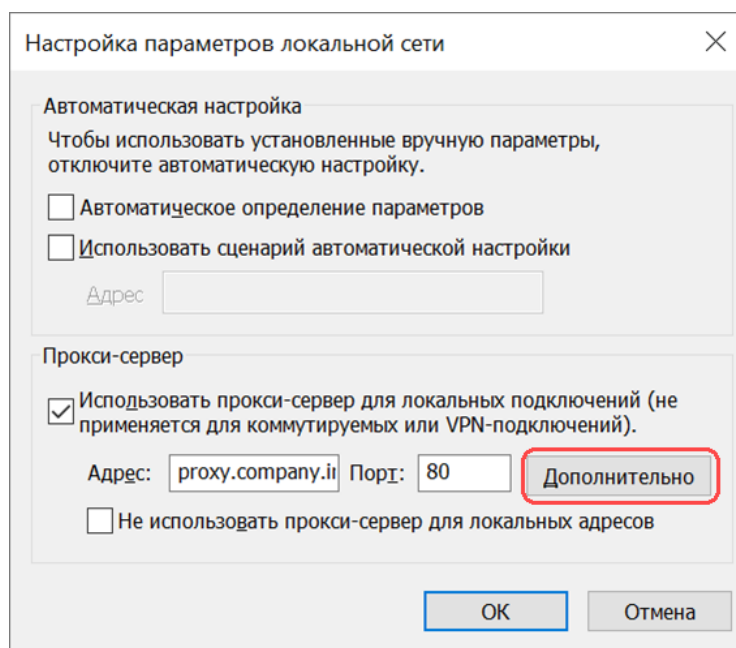 Настройка параметров локальной сети
Автоматическая настройка
Чтобы использовать установленные вручную параметры,
отключите автоматическую настройку.
Автоматическое определение параметров
Использовать сценарий автоматической настройки
Адрес
Прокси-сервер
Использовать прокси-сервер для локальных подключений (не
применяется для коммутируемых или VPN-подключений).
Адрес: proxy.company.in Порт: 80 Дополнительно
Не использовать прокси-сервер для локальных адресов
ОК Отмена